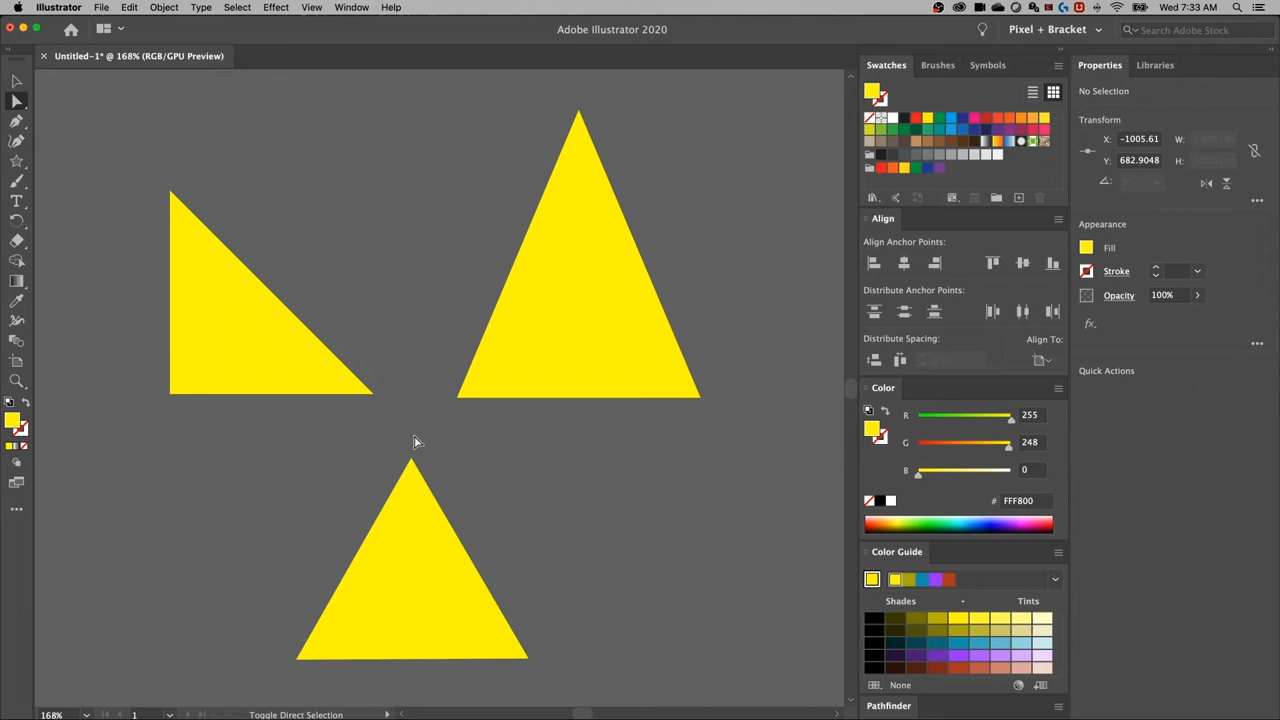 Illustrator File Edit Object Type Select Effect View Window Help Wed 7:33 AM
Adobe Illustrator 2020 Pixel + Bracket Search Adobe Stock
Untitled-1* @ 168% (RGB/GPU Preview)
Swatches Brushes Symbols
Properties Libraries
No Selection
Transform
X: -1005.61 W:
Y: 682.9048 H:
Align
Align Anchor Points:
Distribute Anchor Points:
Distribute Spacing: Align To:
Appearance
Fill
Stroke
Opacity 100%
fx.
Quick Actions
Color
R 255
G 248
B 0
# FFF800
Color Guide
Shades Tints
None
Pathfinder
168% 1 Toggle Direct Selection